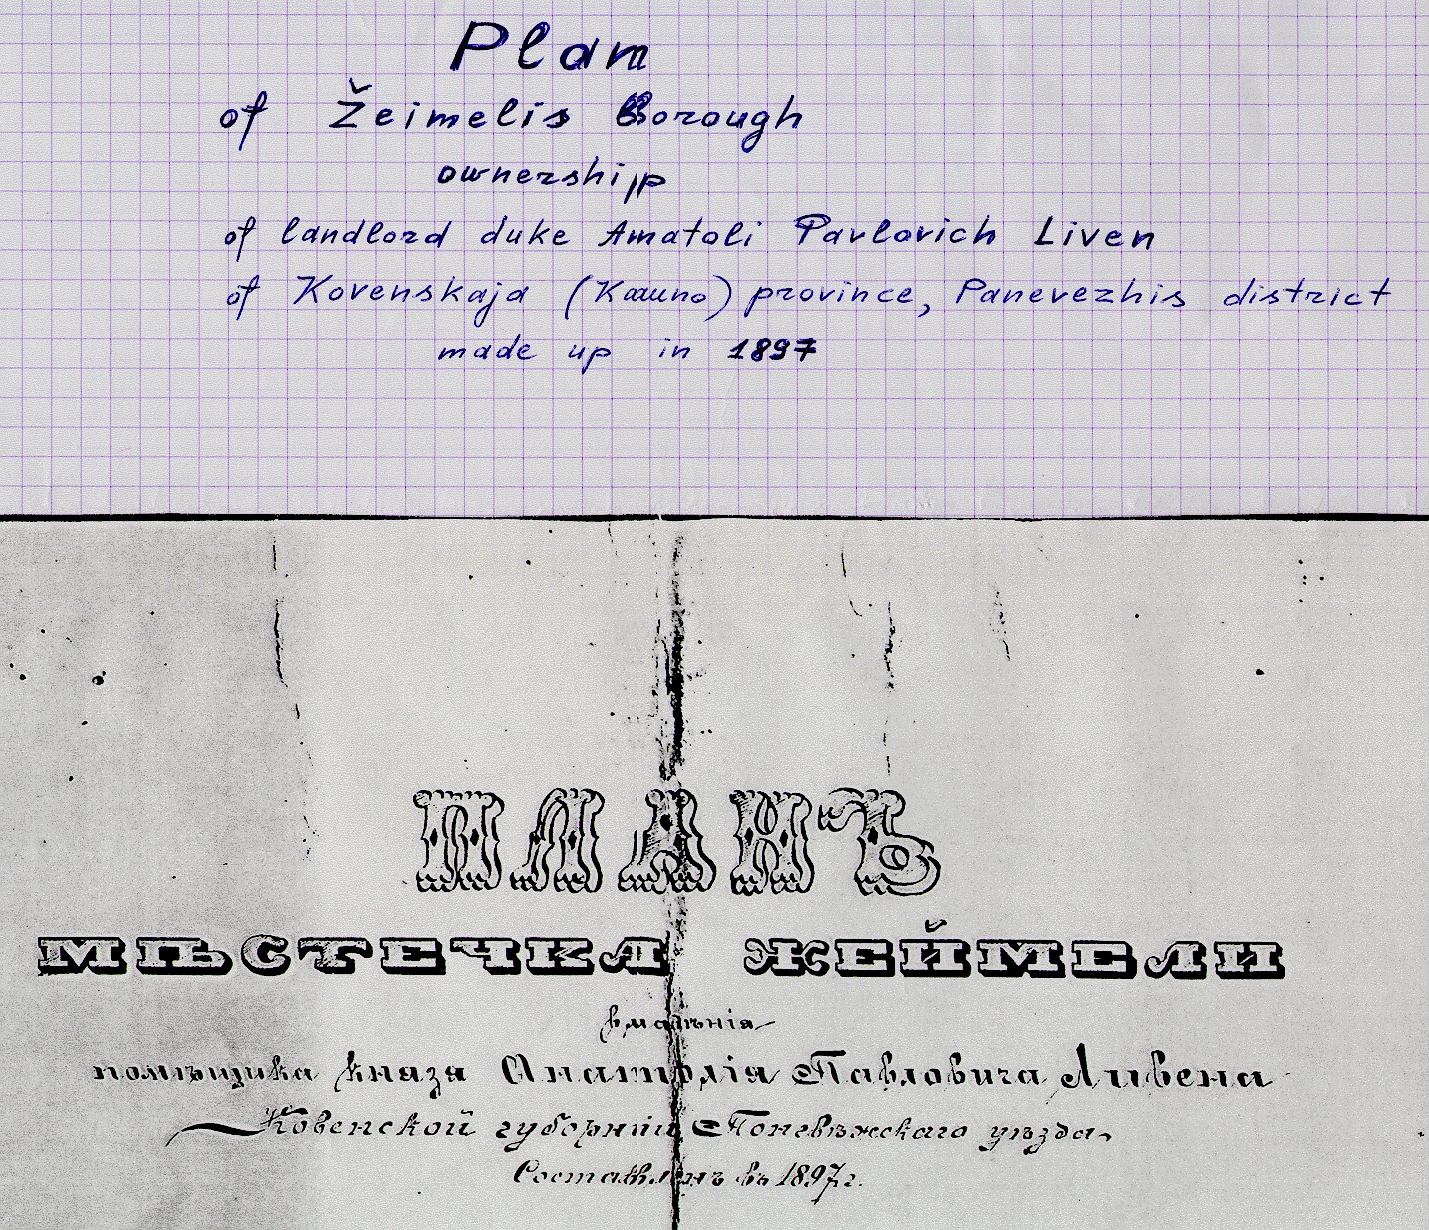 Plan
of Žeimelis Borough
ownership
of landlord duke Anatoli Pavlovich Liven
of Kovenskaja (Kauno) province, Panevezhis district
made up in 1897
ПЛАНЪ
МѢСТЕЧКА ЖЕЙМЕЛИ
владѣнія
помѣщика князя Анатолія Павловича Ливена
Ковенской губерніи Поневѣжскаго уѣзда,
Составленъ въ 1897 г.